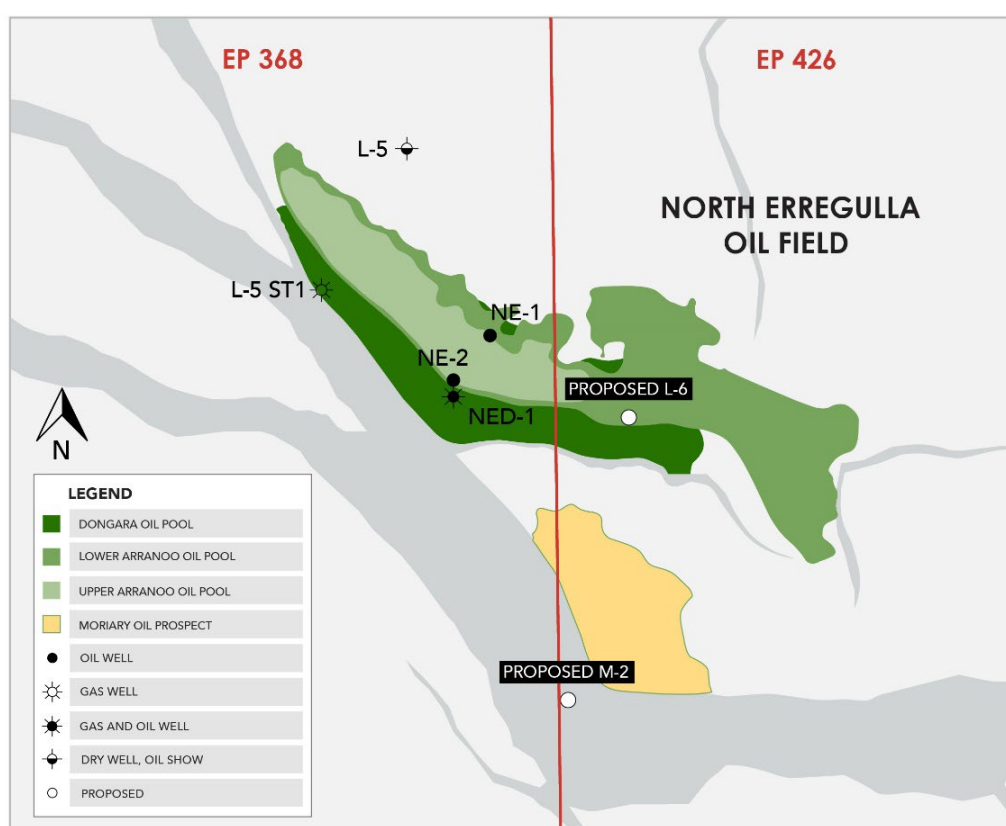 EP 368
EP 426
L-5
NORTH ERREGULLA
OIL FIELD
L-5 ST1
NE-1
NE-2
PROPOSED L-6
NED-1
N
LEGEND
DONGARA OIL POOL
LOWER ARRANOO OIL POOL
UPPER ARRANOO OIL POOL
MORIARY OIL PROSPECT
OIL WELL
GAS WELL
GAS AND OIL WELL
DRY WELL, OIL SHOW
PROPOSED
PROPOSED M-2